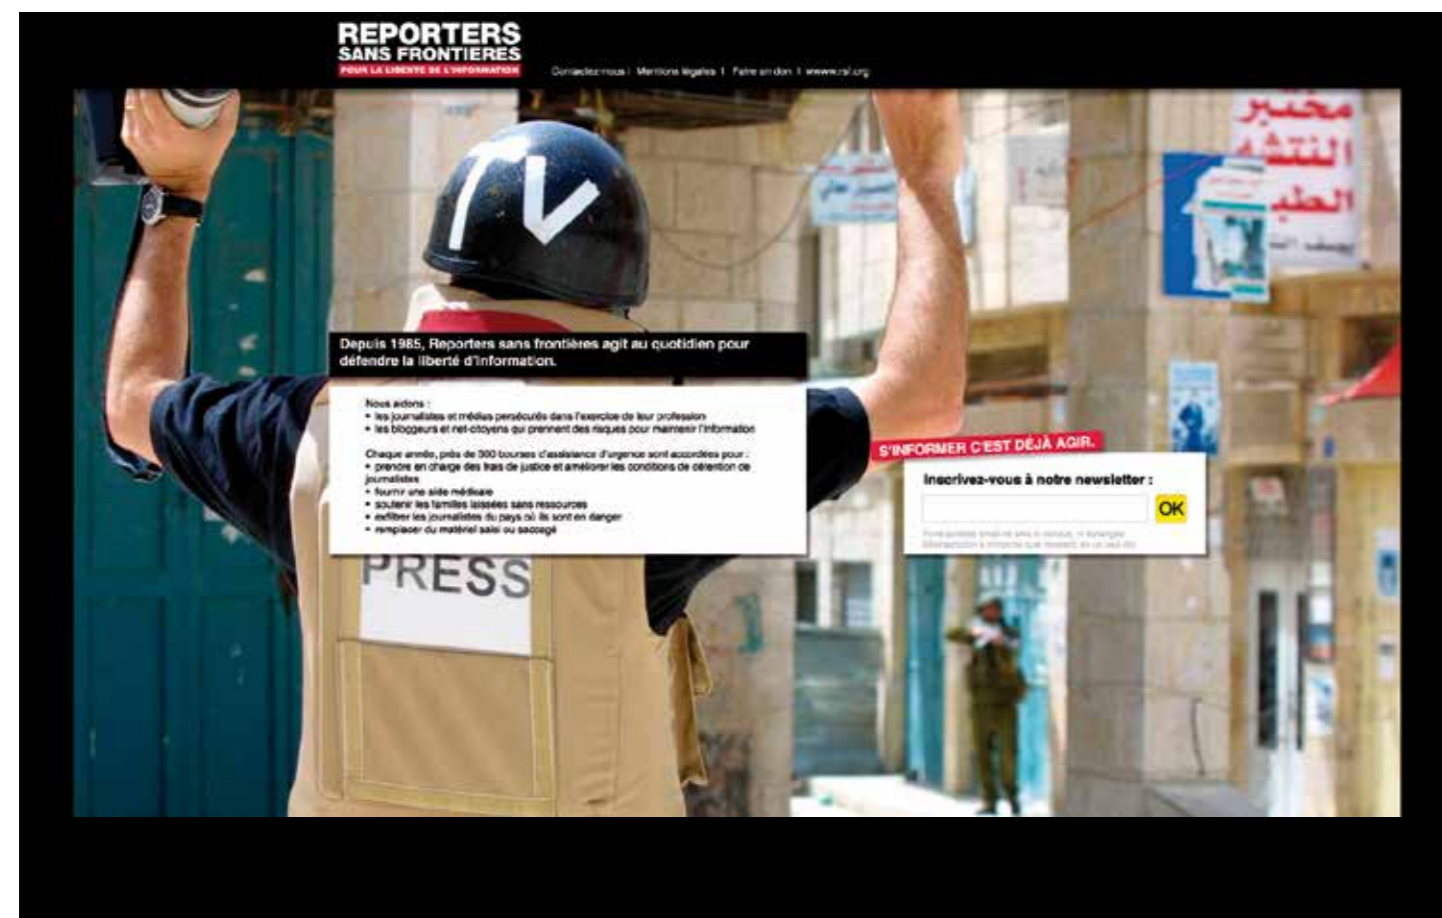 REPORTERS
SANS FRONTIERES
POUR LA LIBERTE DE L'INFORMATION
Contactez-nous I Mentions légales I Faire un don I wwww.rsf.org
TV
محتبر
النتشه
الطب
Depuis 1985, Reporters sans frontières agit au quotidien pour
défendre la liberté d'information.
Nous aidons :
• les journalistes et médias persécutés dans l'exercice de leur profession
• les bloggeurs et net-citoyens qui prennent des risques pour maintenir l'information
Chaque année, près de 300 bourses d'assistance d'urgence sont accordées pour :
• prendre en charge des frais de justice et améliorer les conditions de détention de
journalistes
• fournir une aide médicale
• soutenir les familles laissées sans ressources
• exfiltrer les journalistes du pays où ils sont en danger
• remplacer du matériel saisi ou saccagé
S'INFORMER C'EST DÉJÀ AGIR.
Inscrivez-vous à notre newsletter :
OK
PRESS